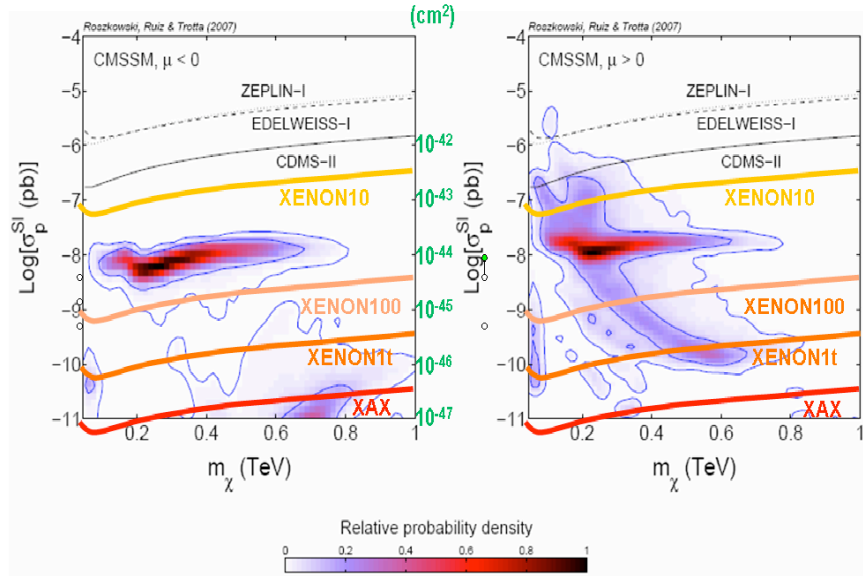 (cm²)
Roszkowski, Ruiz & Trotta (2007)
CMSSM, μ < 0
ZEPLIN−I
EDELWEISS−I
CDMS−II
XENON10
XENON100
XENON1t
XAX
−4
−5
−6
−7
−8
−9
−10
−11
Log[σₚˢᴵ (pb)]
0.2
0.4
0.6
0.8
1
m_χ (TeV)
10⁻⁴²
10⁻⁴³
10⁻⁴⁴
10⁻⁴⁵
10⁻⁴⁶
10⁻⁴⁷
Roszkowski, Ruiz & Trotta (2007)
CMSSM, μ > 0
ZEPLIN−I
EDELWEISS−I
CDMS−II
XENON10
XENON100
XENON1t
XAX
−4
−5
−6
−7
−8
−9
−10
−11
Log[σₚˢᴵ (pb)]
0.2
0.4
0.6
0.8
1
m_χ (TeV)
Relative probability density
0
0.2
0.4
0.6
0.8
1